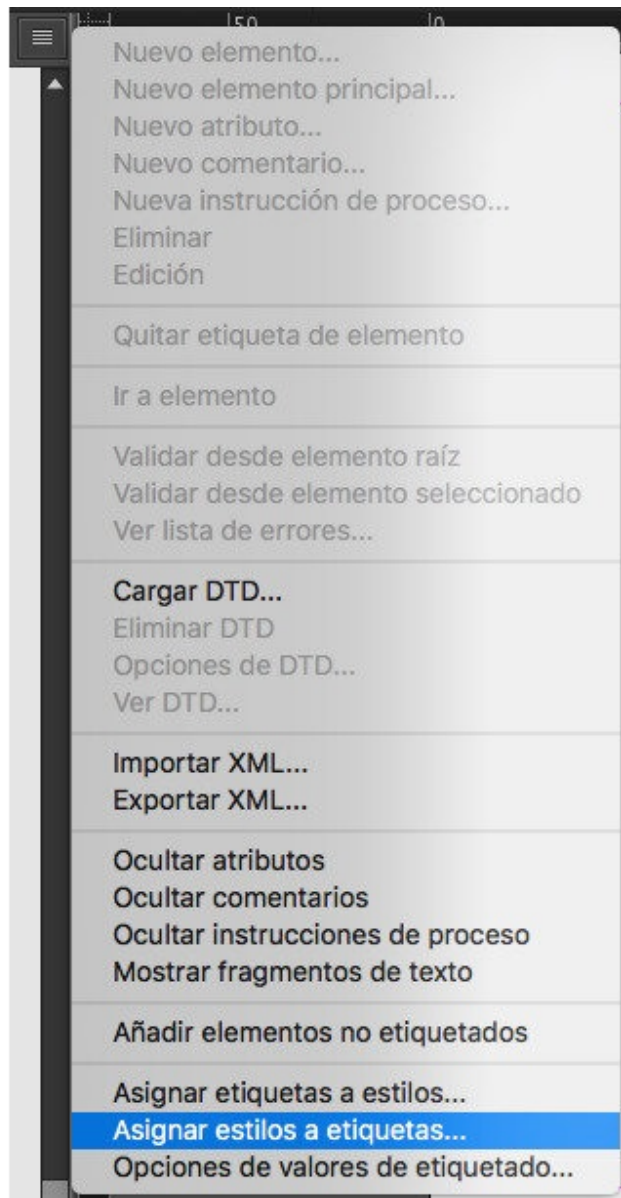 50
0
Nuevo elemento...
Nuevo elemento principal...
Nuevo atributo...
Nuevo comentario...
Nueva instrucción de proceso...
Eliminar
Edición
Quitar etiqueta de elemento
Ir a elemento
Validar desde elemento raíz
Validar desde elemento seleccionado
Ver lista de errores...
Cargar DTD...
Eliminar DTD
Opciones de DTD...
Ver DTD...
Importar XML...
Exportar XML...
Ocultar atributos
Ocultar comentarios
Ocultar instrucciones de proceso
Mostrar fragmentos de texto
Añadir elementos no etiquetados
Asignar etiquetas a estilos...
Asignar estilos a etiquetas...
Opciones de valores de etiquetado...